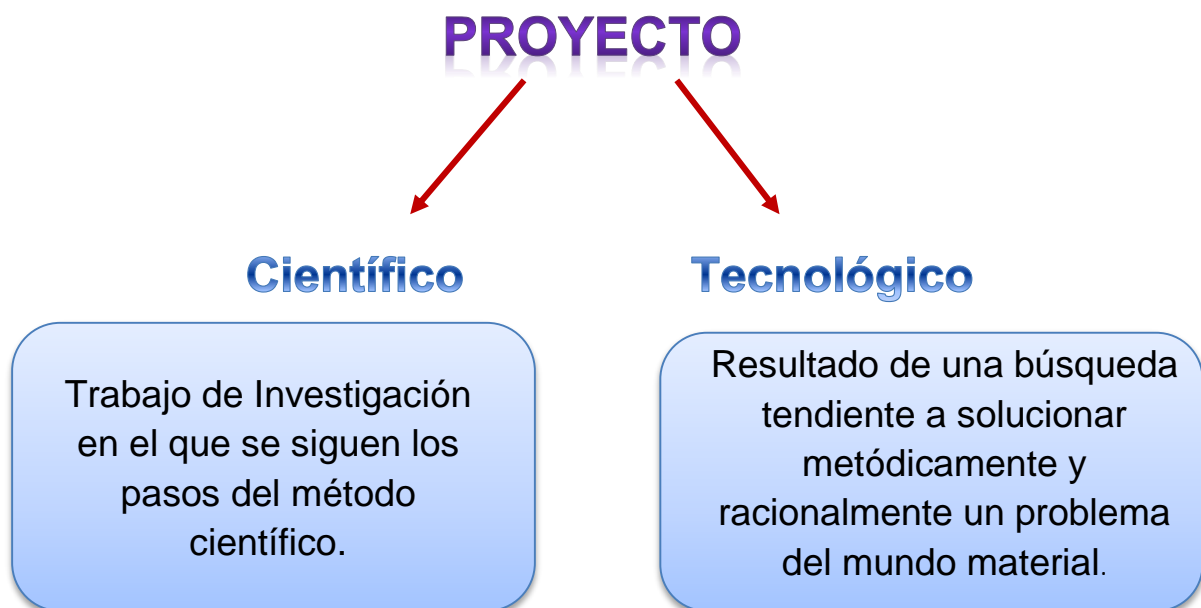 PROYECTO
Científico
Tecnológico
Trabajo de Investigación
en el que se siguen los
pasos del método
científico.
Resultado de una búsqueda
tendiente a solucionar
metódicamente y
racionalmente un problema
del mundo material.